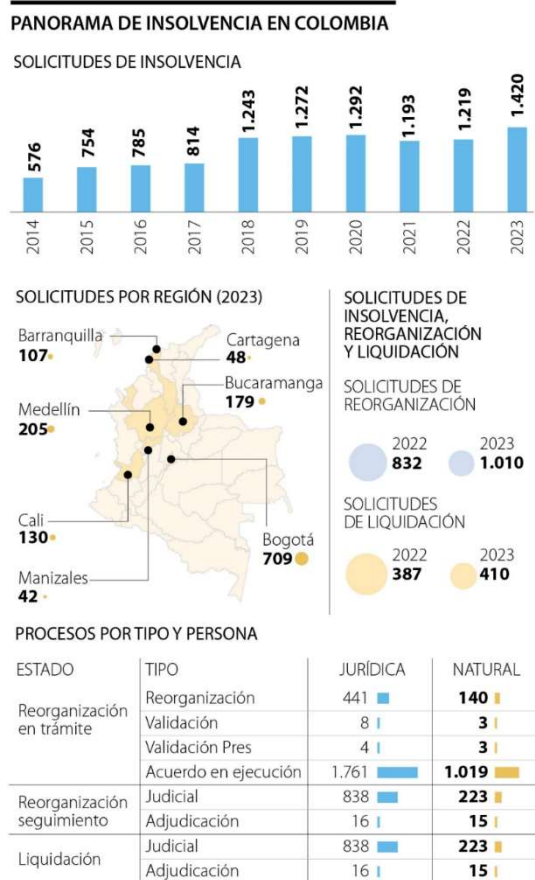 PANORAMA DE INSOLVENCIA EN COLOMBIA
SOLICITUDES DE INSOLVENCIA
576 754 785 814 1.243 1.272 1.292 1.193 1.219 1.420
2014 2015 2016 2017 2018 2019 2020 2021 2022 2023
SOLICITUDES POR REGIÓN (2023)
Barranquilla
107
Cartagena
48
Bucaramanga
179
Medellín
205
Cali
130
Bogotá
709
Manizales
42
SOLICITUDES DE
INSOLVENCIA,
REORGANIZACIÓN
Y LIQUIDACIÓN
SOLICITUDES DE
REORGANIZACIÓN
2022 2023
832 1.010
SOLICITUDES
DE LIQUIDACIÓN
2022 2023
387 410
PROCESOS POR TIPO Y PERSONA
ESTADO TIPO JURÍDICA NATURAL
Reorganización
en trámite
Reorganización 441 140
Validación 8 3
Validación Pres 4 3
Acuerdo en ejecución 1.761 1.019
Reorganización
seguimiento
Judicial 838 223
Adjudicación 16 15
Liquidación
Judicial 838 223
Adjudicación 16 15